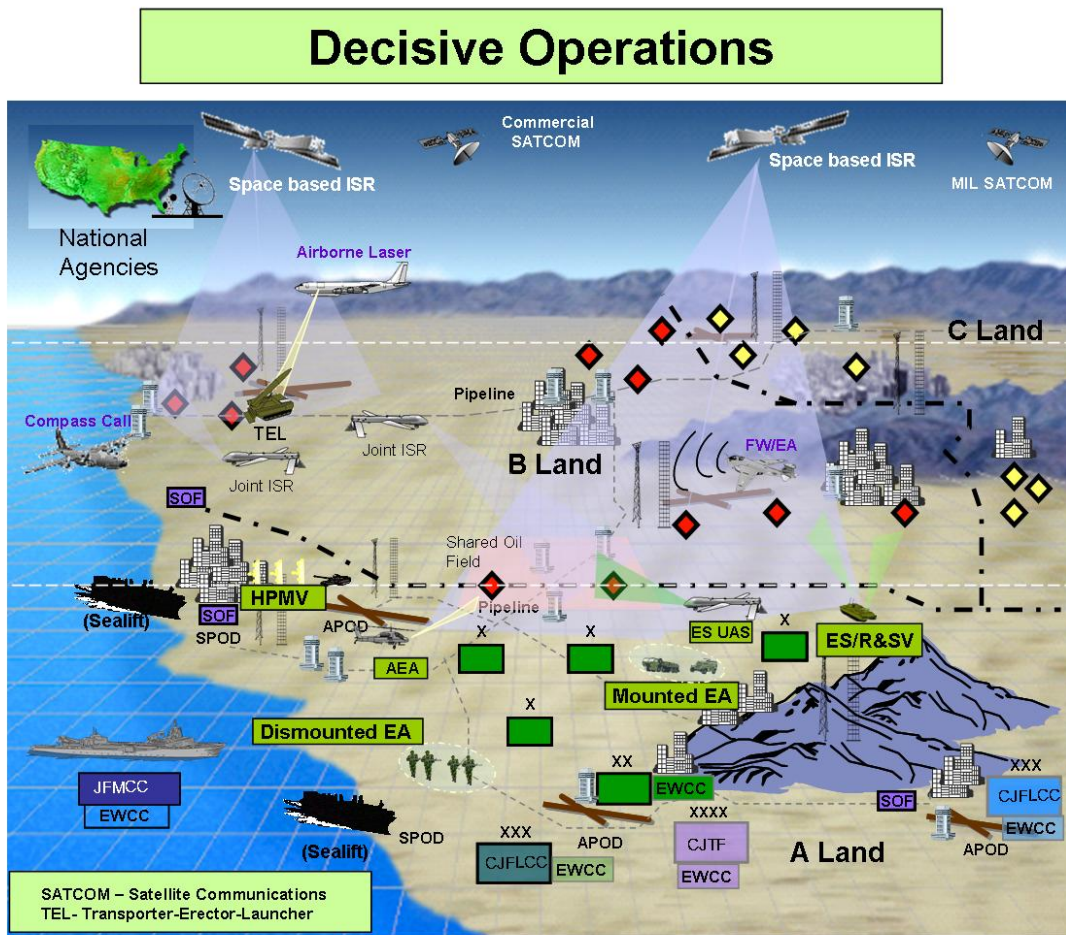 Decisive Operations
Commercial
SATCOM
Space based ISR
Space based ISR
MIL SATCOM
National
Agencies
Airborne Laser
C Land
Pipeline
Compass Call
TEL
Joint ISR
FW/EA
B Land
Joint ISR
SOF
Shared Oil
Field
HPMV
Pipeline
(Sealift)
SOF
SPOD
APOD
X
X
X
ES UAS
ES/R&SV
AEA
Mounted EA
X
Dismounted EA
XX
XXX
JFMCC
EWCC
EWCC
SOF
CJFLCC
EWCC
XXXX
SPOD
(Sealift)
XXX
APOD
CJTF
A Land
APOD
CJFLCC
EWCC
EWCC
SATCOM – Satellite Communications
TEL- Transporter-Erector-Launcher